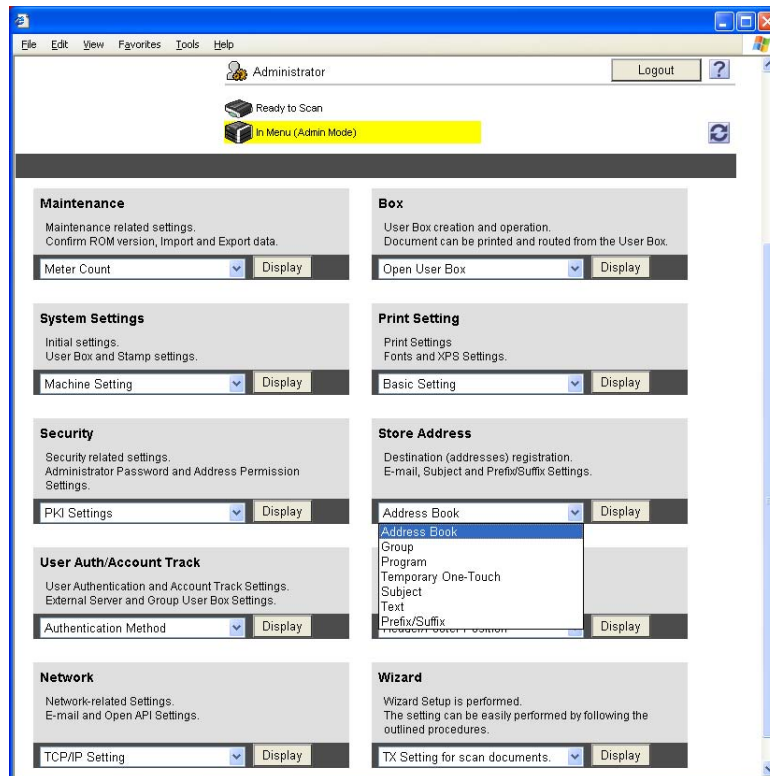 File Edit View Favorites Tools Help
Administrator
Logout
?
Ready to Scan
In Menu (Admin Mode)
Maintenance
Maintenance related settings.
Confirm ROM version, Import and Export data.
Meter Count
Display
Box
User Box creation and operation.
Document can be printed and routed from the User Box.
Open User Box
Display
System Settings
Initial settings.
User Box and Stamp settings.
Machine Setting
Display
Print Setting
Print Settings
Fonts and XPS Settings.
Basic Setting
Display
Security
Security related settings.
Administrator Password and Address Permission
Settings.
PKI Settings
Display
Store Address
Destination (addresses) registration.
E-mail, Subject and Prefix/Suffix Settings.
Address Book
Display
Address Book
Group
Program
Temporary One-Touch
Subject
Text
Prefix/Suffix
User Auth/Account Track
User Authentication and Account Track Settings.
External Server and Group User Box Settings.
Authentication Method
Display
Header/Footer Position
Display
Network
Network-related Settings.
E-mail and Open API Settings.
TCP/IP Setting
Display
Wizard
Wizard Setup is performed.
The setting can be easily performed by following the
outlined procedures.
TX Setting for scan documents.
Display